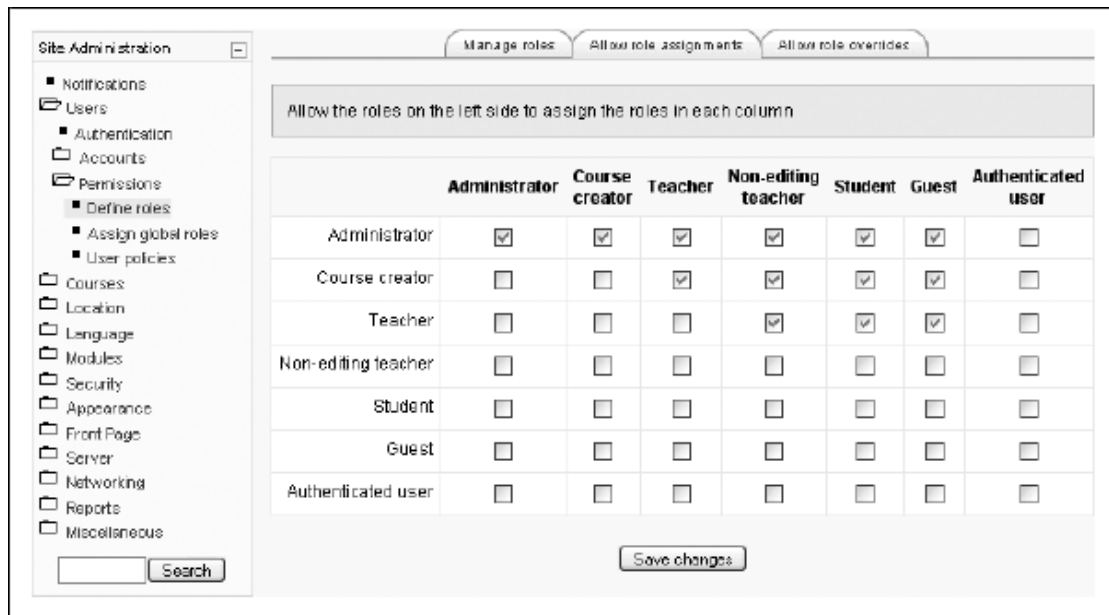 Site Administration
Notifications
Users
Authentication
Accounts
Permissions
Define roles
Assign global roles
User policies
Courses
Location
Language
Modules
Security
Appearance
Front Page
Server
Networking
Reports
Miscellaneous
Search
Manage roles Allow role assignments Allow role overrides
Allow the roles on the left side to assign the roles in each column
Administrator Course creator Teacher Non-editing teacher Student Guest Authenticated user
Administrator
Course creator
Teacher
Non-editing teacher
Student
Guest
Authenticated user
Save changes